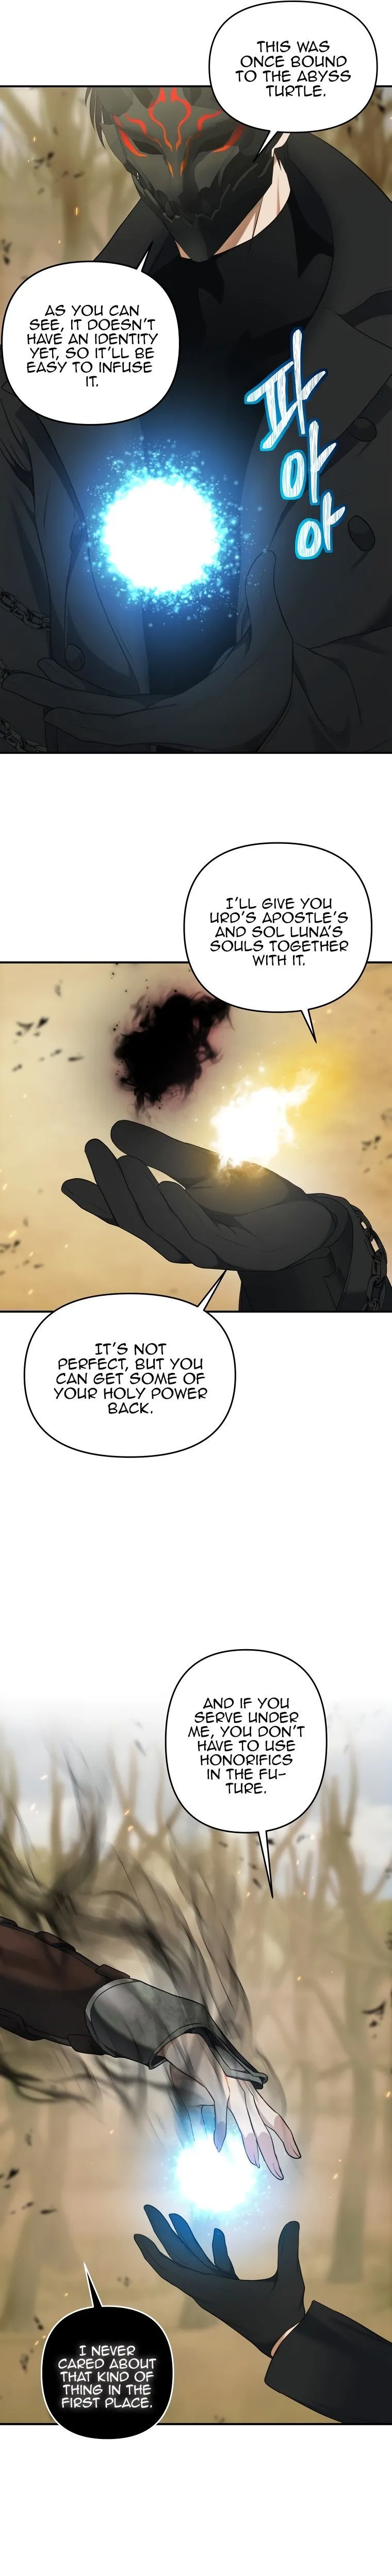 THIS WAS
ONCE BOUND
TO THE ABYSS
TURTLE.
AS YOU CAN
SEE, IT DOESN'T
HAVE AN IDENTITY
YET, SO IT'LL BE
EASY TO INFUSE
IT.
파
아
아
I'LL GIVE YOU
URD'S APOSTLE'S
AND SOL LUNA'S
SOULS TOGETHER
WITH IT.
IT'S NOT
PERFECT, BUT YOU
CAN GET SOME OF
YOUR HOLY POWER
BACK.
AND IF YOU
SERVE UNDER
ME, YOU DON'T
HAVE TO USE
HONORIFICS
IN THE FU-
TURE.
I NEVER
CARED ABOUT
THAT KIND OF
THING IN THE
FIRST PLACE.